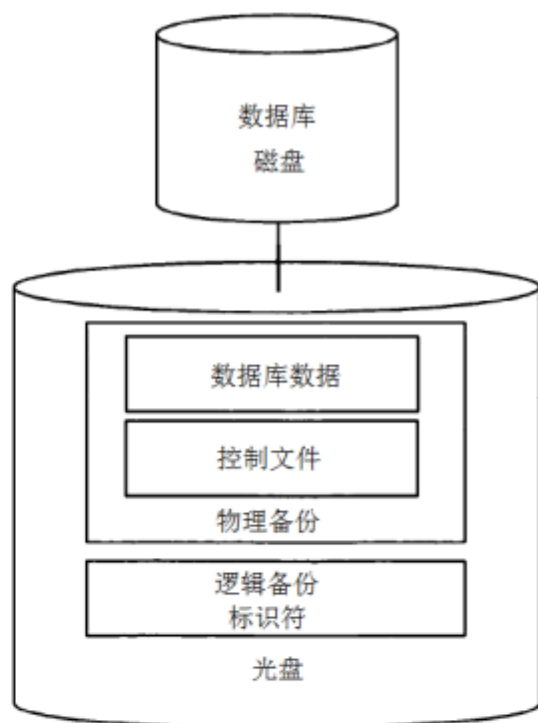 数据库
磁盘
数据库数据
控制文件
物理备份
逻辑备份
标识符
光盘